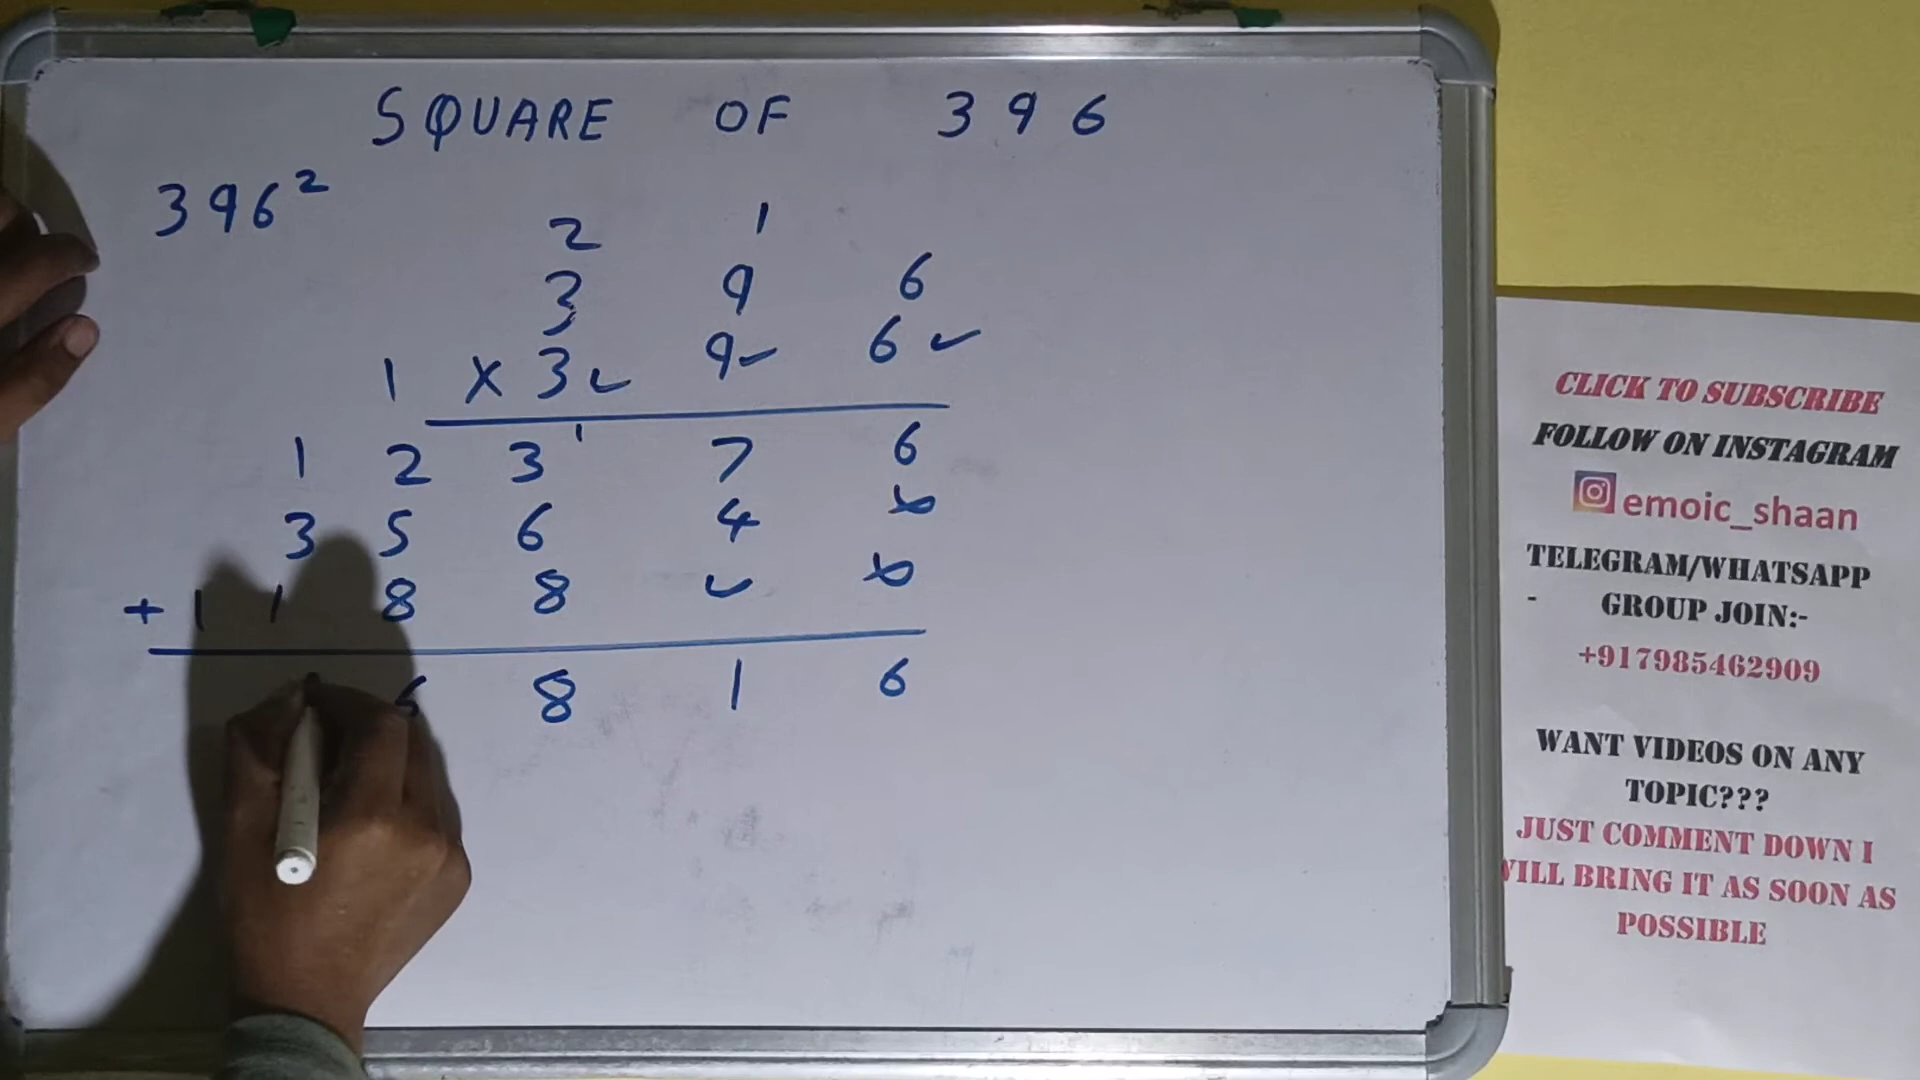 SQUARE OF 396
396²
2 1
3 9 6
1 X 3 ✓ 9 ✓ 6 ✓
1 2 3 1 7 6
3 5 6 4 x
+ 1 1 8 8 ✓ x
6 8 1 6
CLICK TO SUBSCRIBE
FOLLOW ON INSTAGRAM
emoic_shaan
TELEGRAM/WHATSAPP
- GROUP JOIN:-
+917985462909
WANT VIDEOS ON ANY
TOPIC???
JUST COMMENT DOWN I
WILL BRING IT AS SOON AS
POSSIBLE